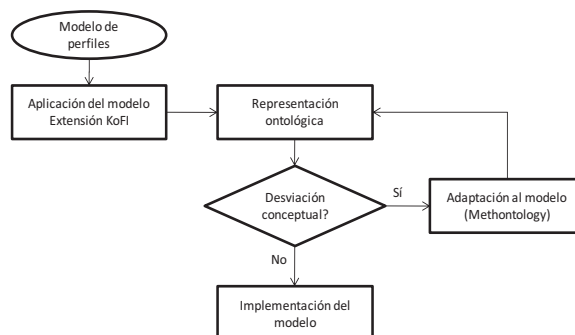 Modelo de
perfiles
Aplicación del modelo
Extensión KoFI
Representación
ontológica
Desviación
conceptual?
Sí
Adaptación al modelo
(Methontology)
No
Implementación del
modelo